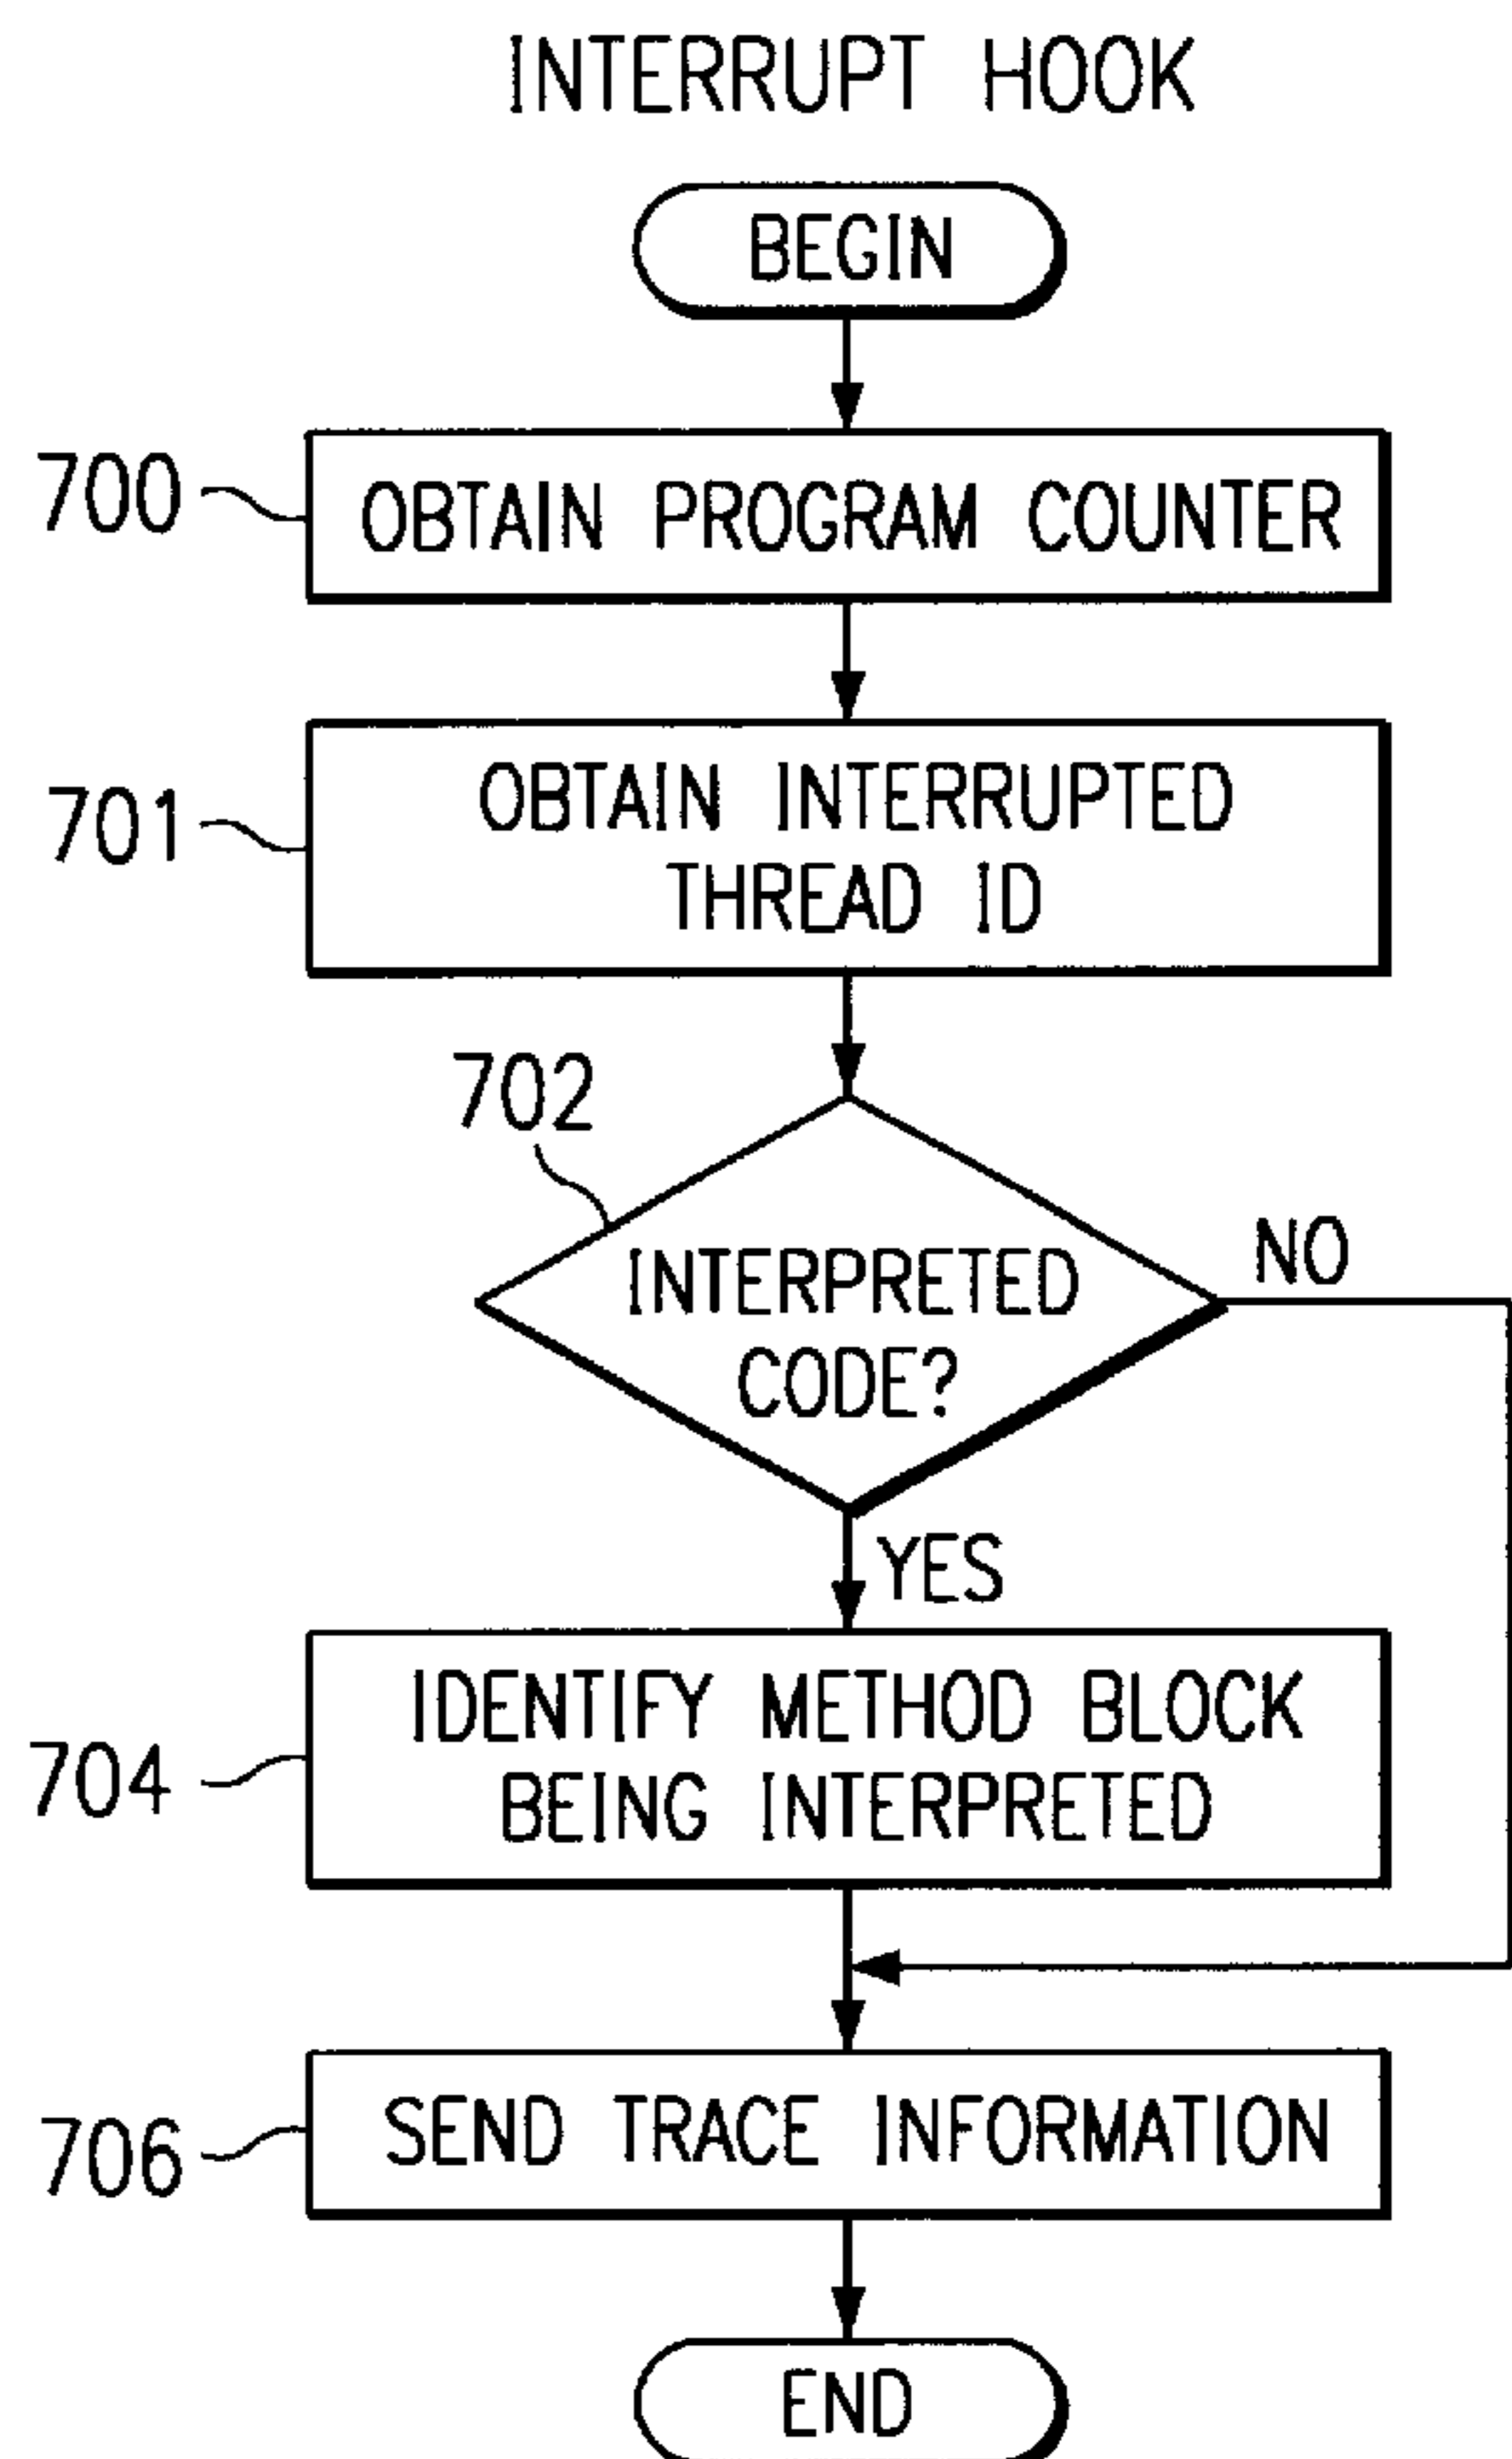 INTERRUPT HOOK
BEGIN
700
OBTAIN PROGRAM COUNTER
701
OBTAIN INTERRUPTED
THREAD ID
702
INTERPRETED
CODE?
NO
YES
704
IDENTIFY METHOD BLOCK
BEING INTERPRETED
706
SEND TRACE INFORMATION
END